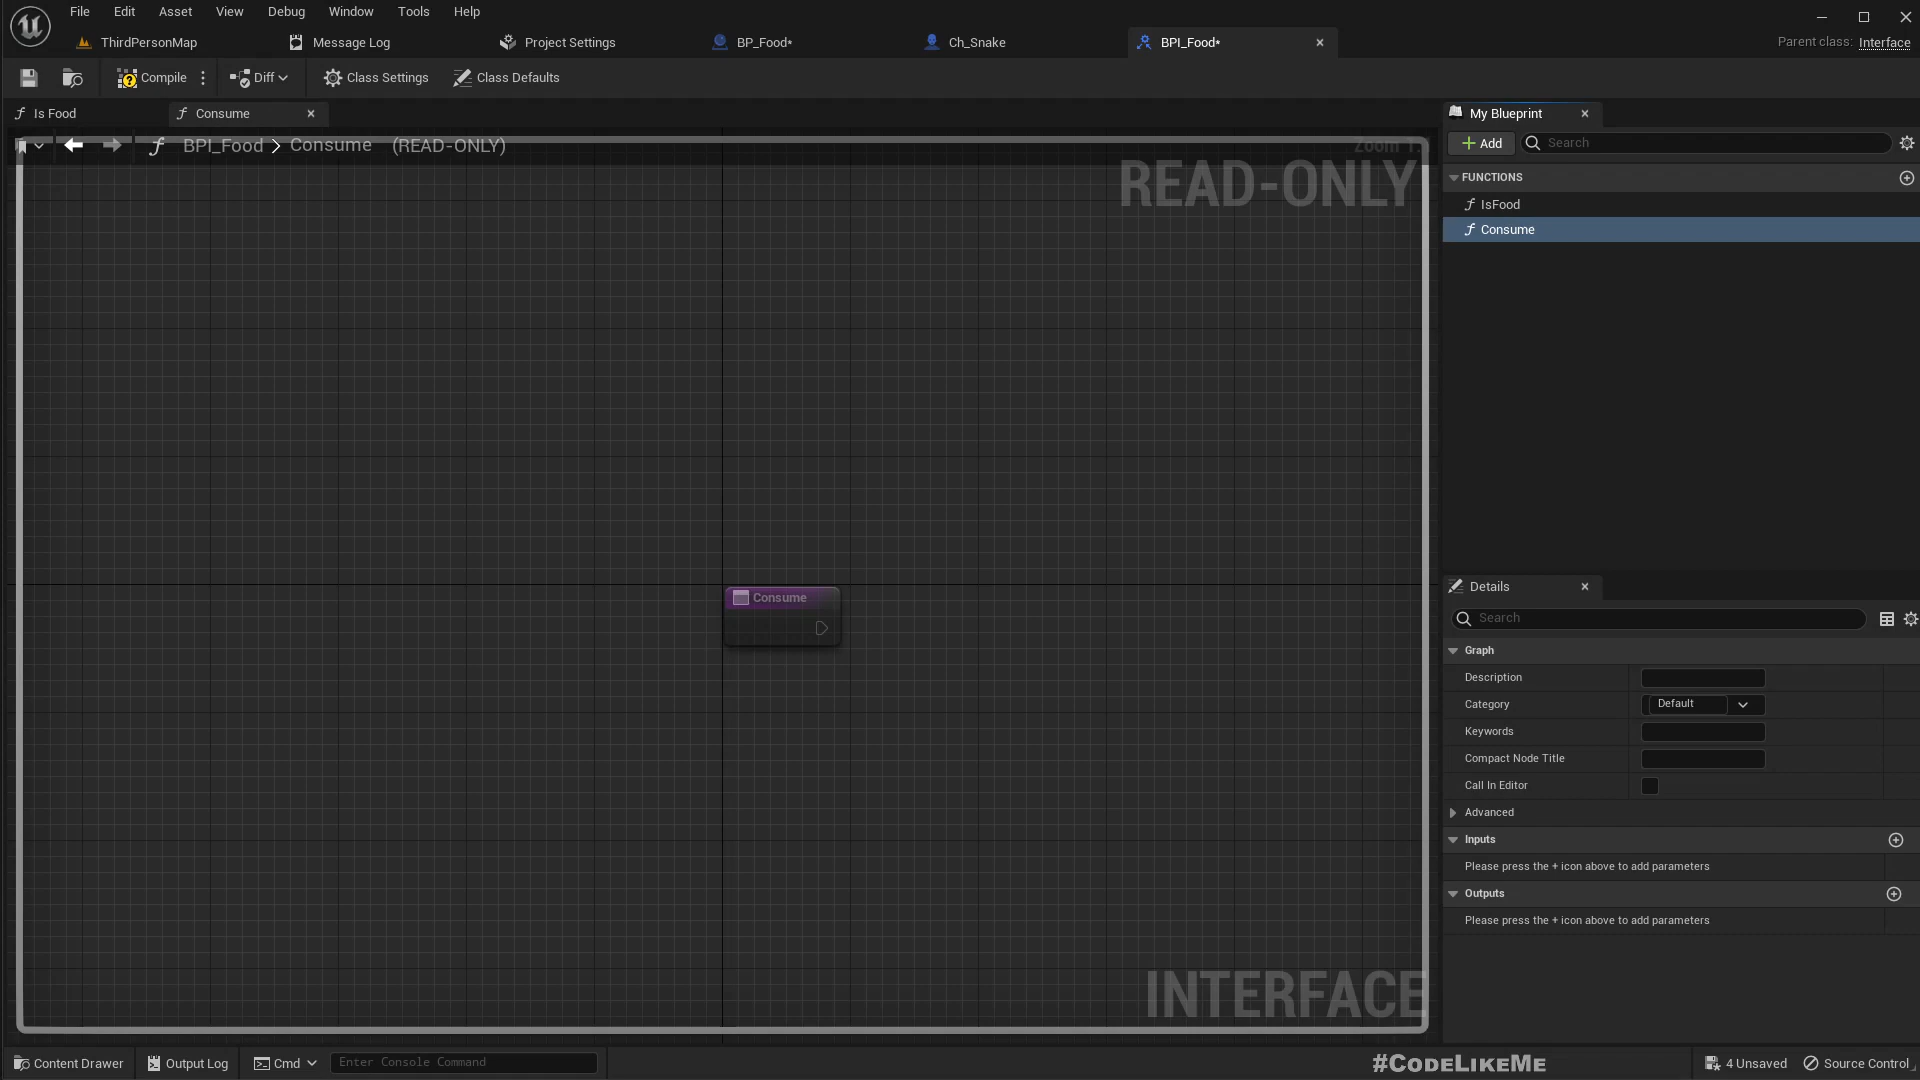 File Edit Asset View Debug Window Tools Help
ThirdPersonMap Message Log Project Settings BP_Food* Ch_Snake BPI_Food* Parent class: Interface
Compile Diff Class Settings Class Defaults
Is Food Consume My Blueprint
BPI_Food > Consume (READ-ONLY)
READ-ONLY
Add Search
FUNCTIONS
IsFood
Consume
Consume
Details
Search
Graph
Description
Category Default
Keywords
Compact Node Title
Call In Editor
Advanced
Inputs
Please press the + icon above to add parameters
Outputs
Please press the + icon above to add parameters
INTERFACE
Content Drawer Output Log Cmd Enter Console Command #CodeLikeMe 4 Unsaved Source Control